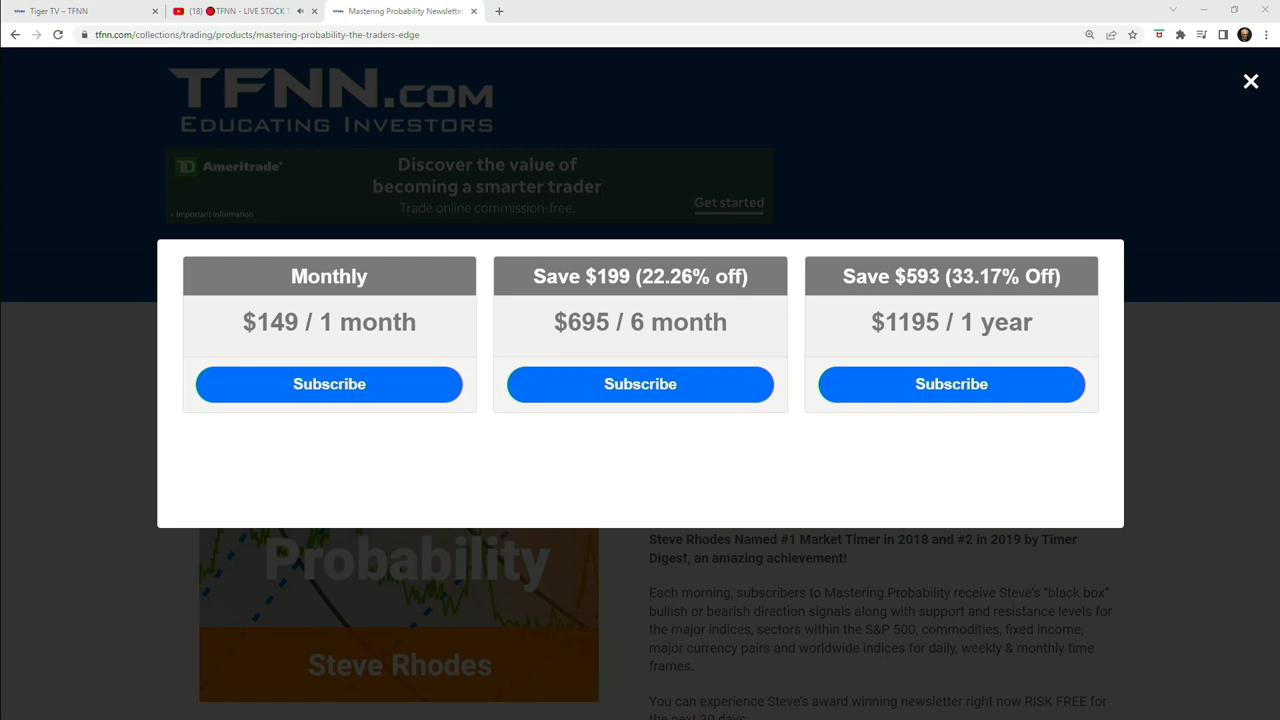 Tiger TV – TFNN
(18) 🔴TFNN - LIVE STOCK T
Mastering Probability Newsletter
tfnn.com/collections/trading/products/mastering-probability-the-traders-edge
TFNN.COM
EDUCATING INVESTORS
TD Ameritrade
Discover the value of
becoming a smarter trader
Trade online commission-free.
Get started
› Important Information
Monthly
$149 / 1 month
Subscribe
Save $199 (22.26% off)
$695 / 6 month
Subscribe
Save $593 (33.17% Off)
$1195 / 1 year
Subscribe
Probability
Steve Rhodes
Steve Rhodes Named #1 Market Timer in 2018 and #2 in 2019 by Timer
Digest, an amazing achievement!
Each morning, subscribers to Mastering Probability receive Steve's "black box"
bullish or bearish direction signals along with support and resistance levels for
the major indices, sectors within the S&P 500, commodities, fixed income,
major currency pairs and worldwide indices for daily, weekly & monthly time
frames.
You can experience Steve's award winning newsletter right now RISK FREE for
the next 30 days